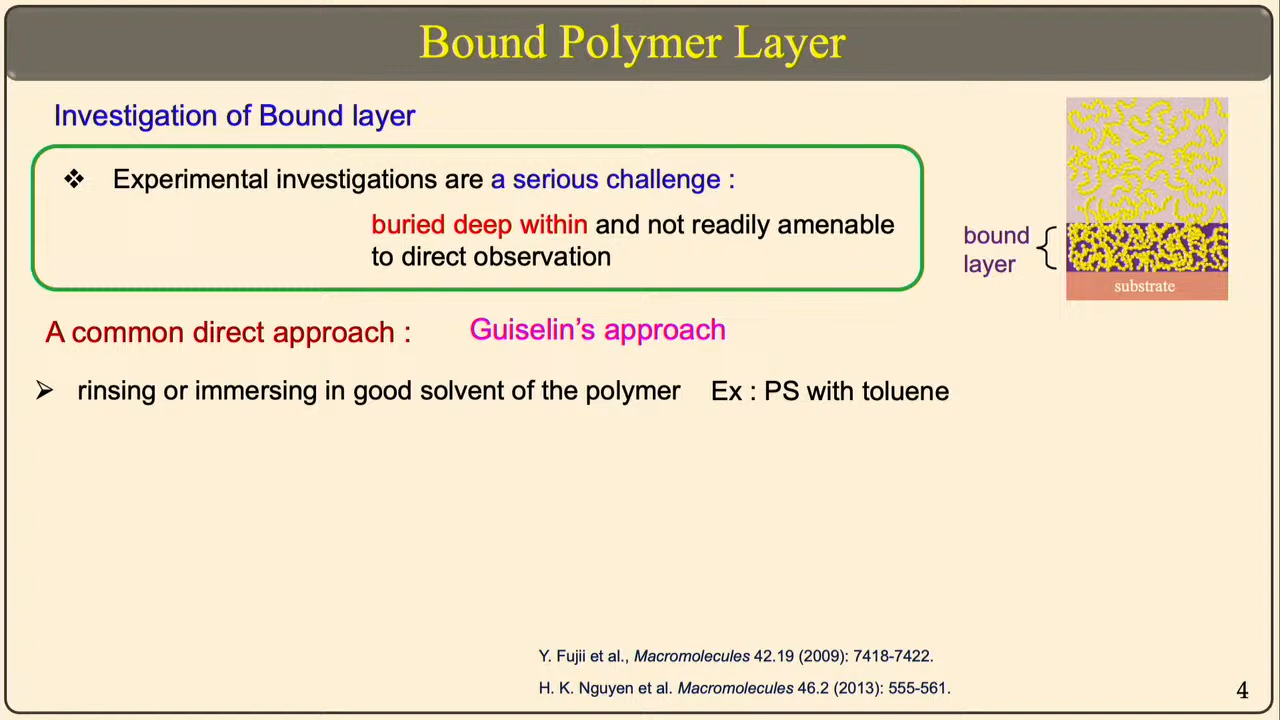 Bound Polymer Layer
Investigation of Bound layer
❖ Experimental investigations are a serious challenge :
buried deep within and not readily amenable
to direct observation
bound
layer
substrate
A common direct approach : Guiselin’s approach
➢ rinsing or immersing in good solvent of the polymer Ex : PS with toluene
Y. Fujii et al., Macromolecules 42.19 (2009): 7418-7422.
H. K. Nguyen et al. Macromolecules 46.2 (2013): 555-561.
4